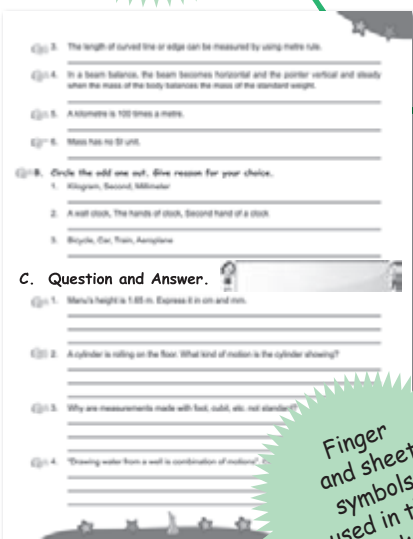 3. The length of curved line or edge can be measured by using metre rule.
4. In a beam balance, the beam becomes horizontal and the pointer vertical and steady
when the mass of the body balances the mass of the standard weight.
5. A kilometre is 100 times a metre.
6. Mass has no SI unit.
B. Circle the odd one out. Give reason for your choice.
1. Kilogram, Second, Millimeter
2. A wall clock, The hands of clock, Second hand of a clock
3. Bicycle, Car, Train, Aeroplane
C. Question and Answer.
1. Manu's height is 1.65 m. Express it in cm and mm.
2. A cylinder is rolling on the floor. What kind of motion is the cylinder showing?
3. Why are measurements made with foot, cubit, etc. not standard?
4. "Drawing water from a well is combination of motions".
Finger
and sheet
symbols
used in